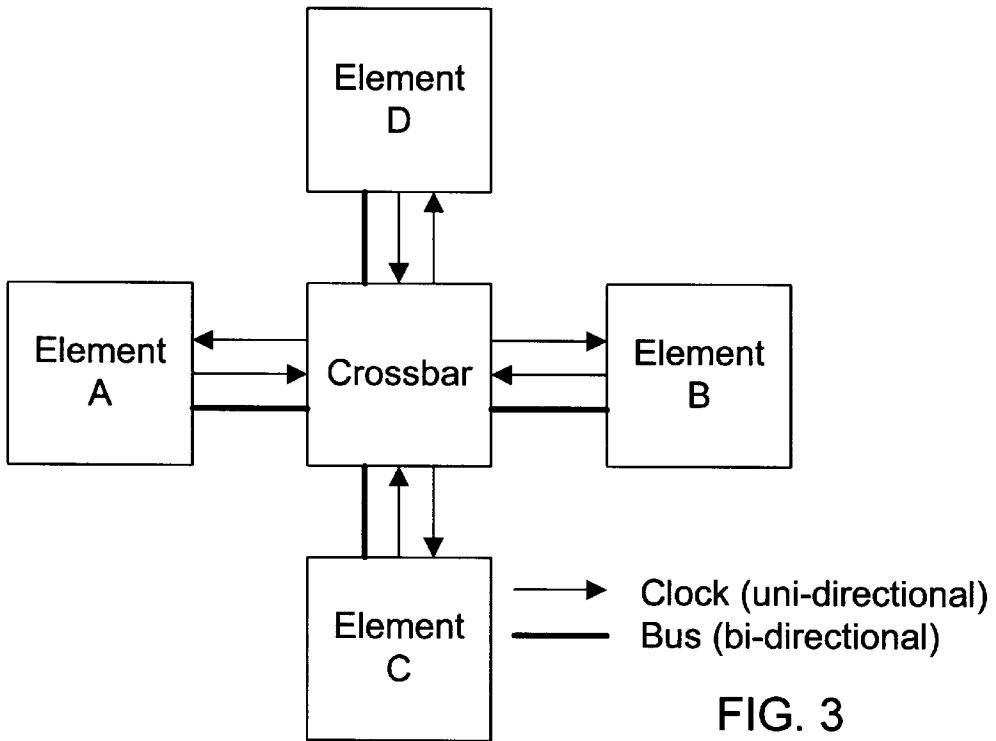 Element
D
Element
A
Crossbar
Element
B
Element
C
Clock (uni-directional)
Bus (bi-directional)
FIG. 3